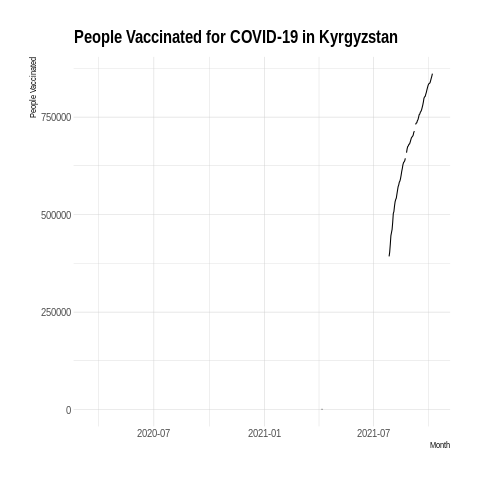 People Vaccinated for COVID-19 in Kyrgyzstan
People Vaccinated
750000
500000
250000
0
2020-07 2021-01 2021-07
Month